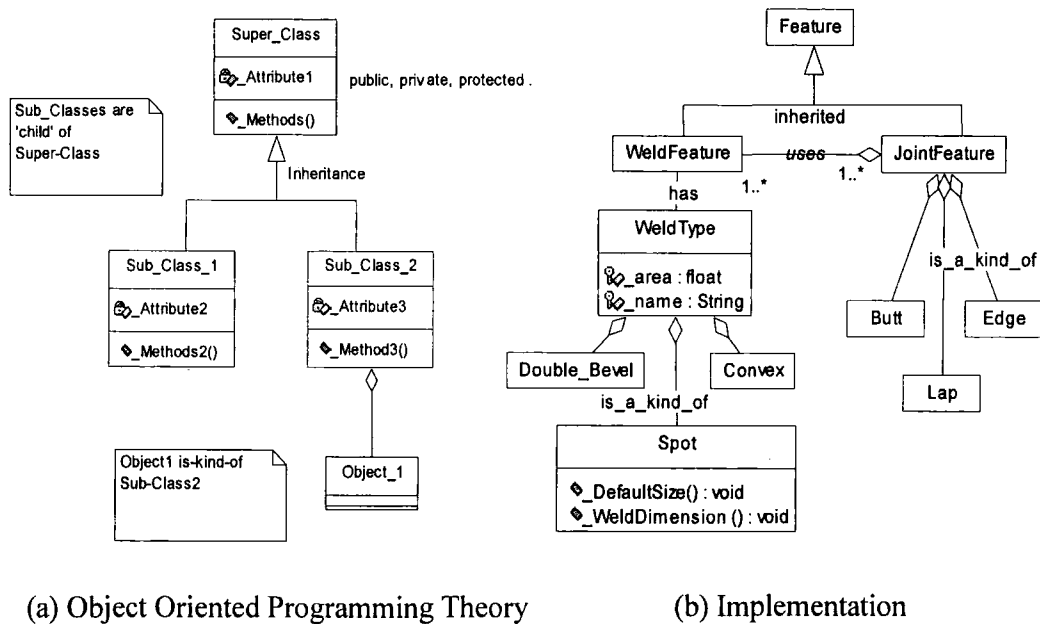 Super_Class
_Attribute1
_Methods()
public, private, protected .
Sub_Classes are
'child' of
Super-Class
Inheritance
Sub_Class_1
_Attribute2
_Methods2()
Sub_Class_2
_Attribute3
_Method3()
Object1 is-kind-of
Sub-Class2
Object_1
(a) Object Oriented Programming Theory
Feature
inherited
WeldFeature
uses
JointFeature
1..*
1..*
has
WeldType
_area : float
_name : String
is_a_kind_of
Butt
Edge
Lap
Double_Bevel
Convex
is_a_kind_of
Spot
_DefaultSize() : void
_WeldDimension () : void
(b) Implementation